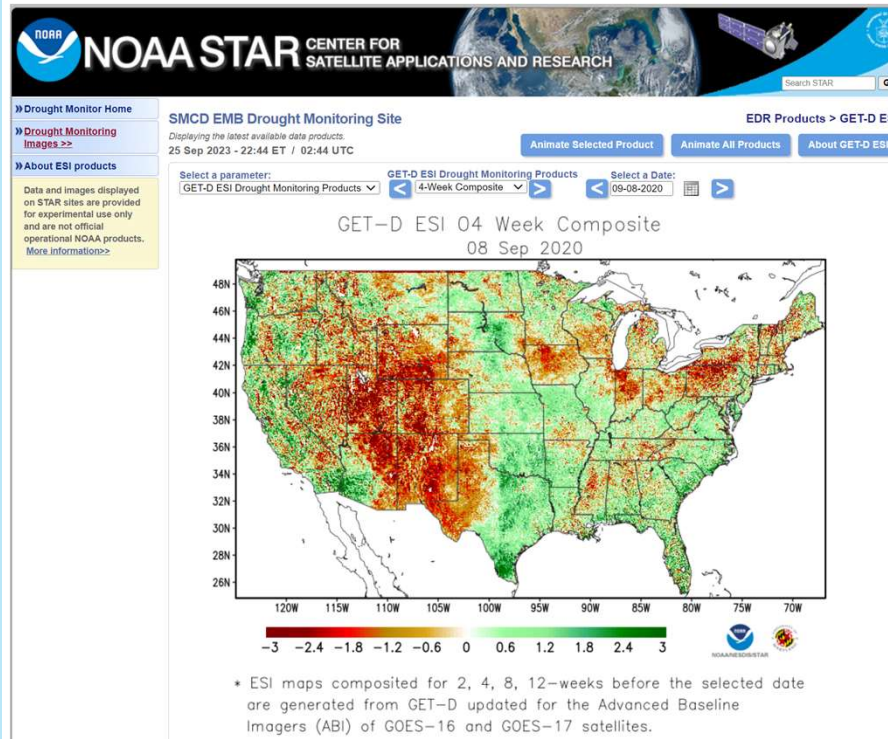 NOAA
NOAA STAR CENTER FOR SATELLITE APPLICATIONS AND RESEARCH
Search STAR
»Drought Monitor Home
»Drought Monitoring
Images >>
»About ESI products
Data and images displayed
on STAR sites are provided
for experimental use only
and are not official
operational NOAA products.
More information>>
SMCD EMB Drought Monitoring Site
EDR Products > GET-D E
Displaying the latest available data products.
25 Sep 2023 - 22:44 ET / 02:44 UTC
Animate Selected Product
Animate All Products
About GET-D ESI
Select a parameter:
GET-D ESI Drought Monitoring Products
Select a Date:
GET-D ESI Drought Monitoring Products
<
4-Week Composite
>
<
09-08-2020
>
GET-D ESI 04 Week Composite
08 Sep 2020
48N
46N
44N
42N
40N
38N
36N
34N
32N
30N
28N
26N
120W 115W 110W 105W 100W 95W 90W 85W 80W 75W 70W
-3 -2.4 -1.8 -1.2 -0.6 0 0.6 1.2 1.8 2.4 3
NOAA/NESDIS/STAR
* ESI maps composited for 2, 4, 8, 12-weeks before the selected date
are generated from GET-D updated for the Advanced Baseline
Imagers (ABI) of GOES-16 and GOES-17 satellites.